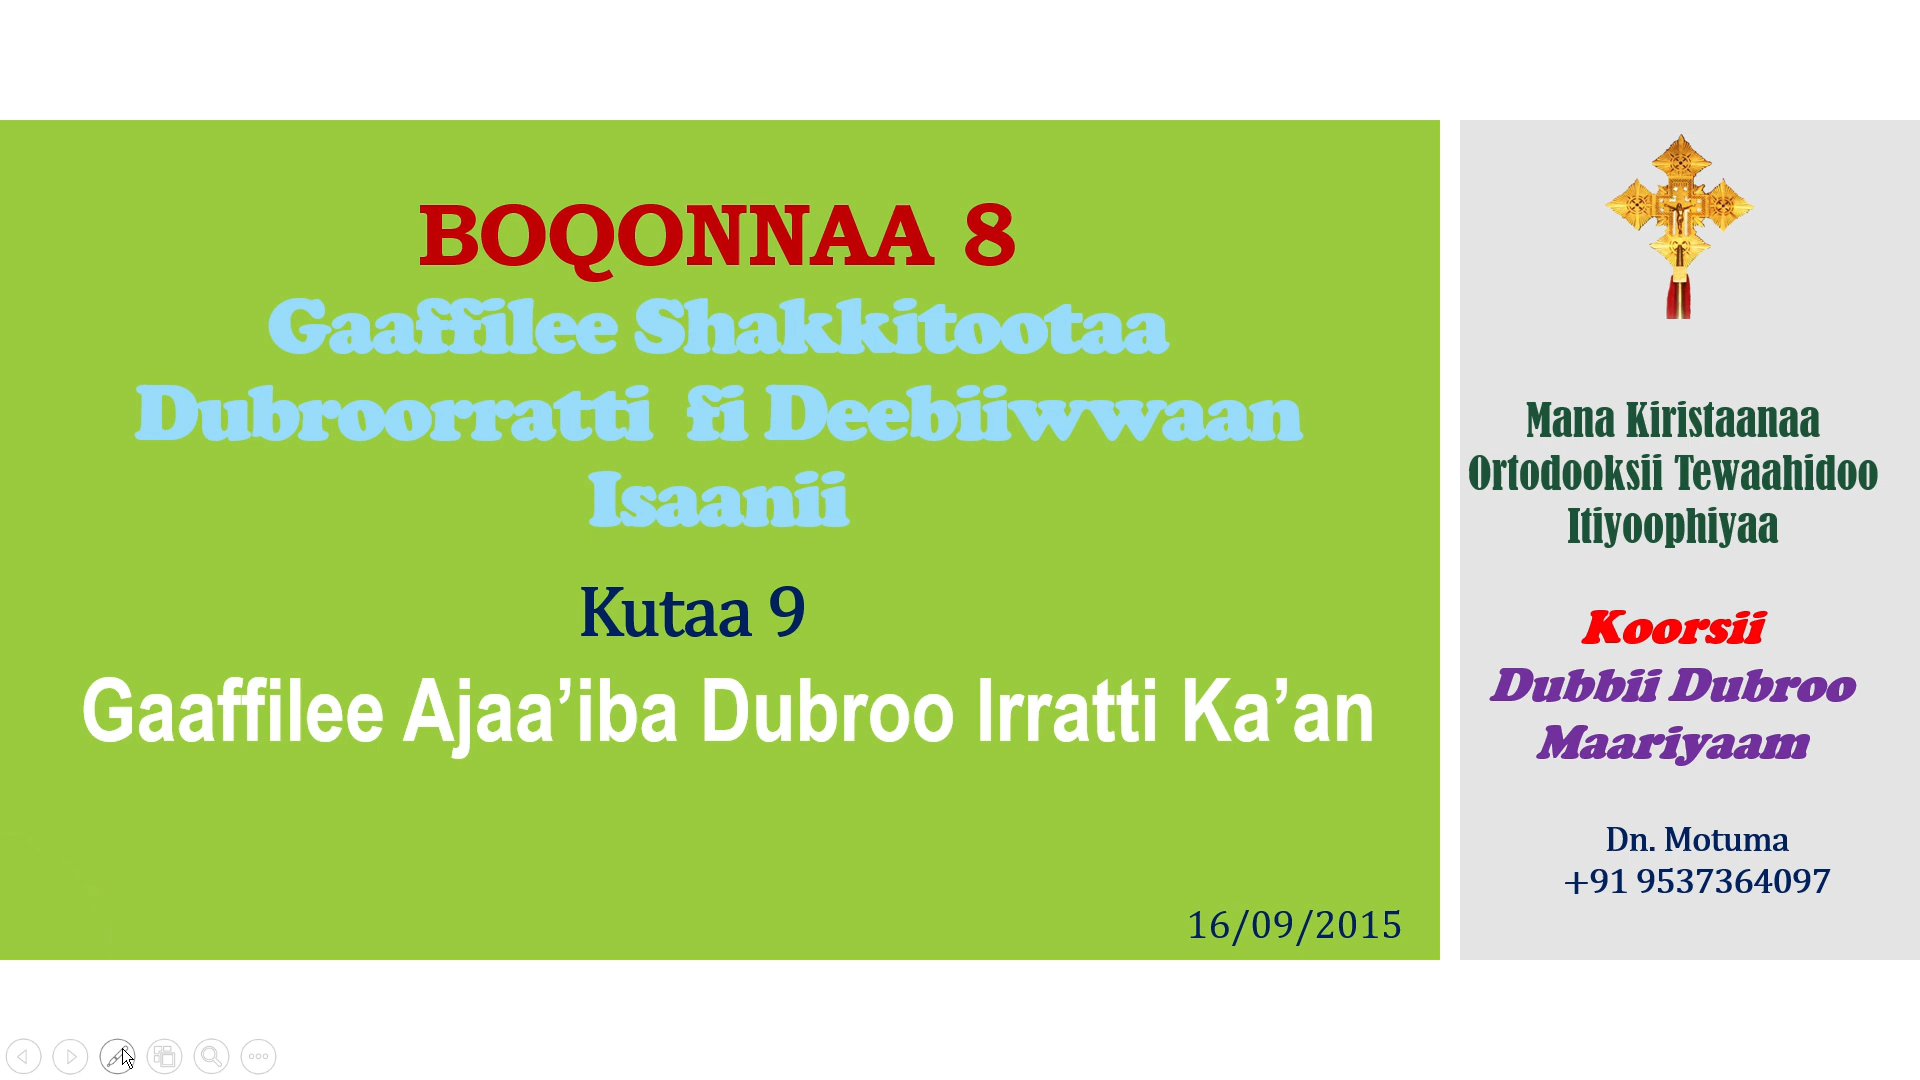 BOQONNAA 8
Gaaffilee Shakkitootaa
Dubroorratti fi Deebiiwwaan
Isaanii
Kutaa 9
Gaaffilee Ajaa’iba Dubroo Irratti Ka’an
16/09/2015
Mana Kiristaanaa
Ortodooksii Tewaahidoo
Itiyoophiyaa
Koorsii
Dubbii Dubroo
Maariyaam
Dn. Motuma
+91 9537364097